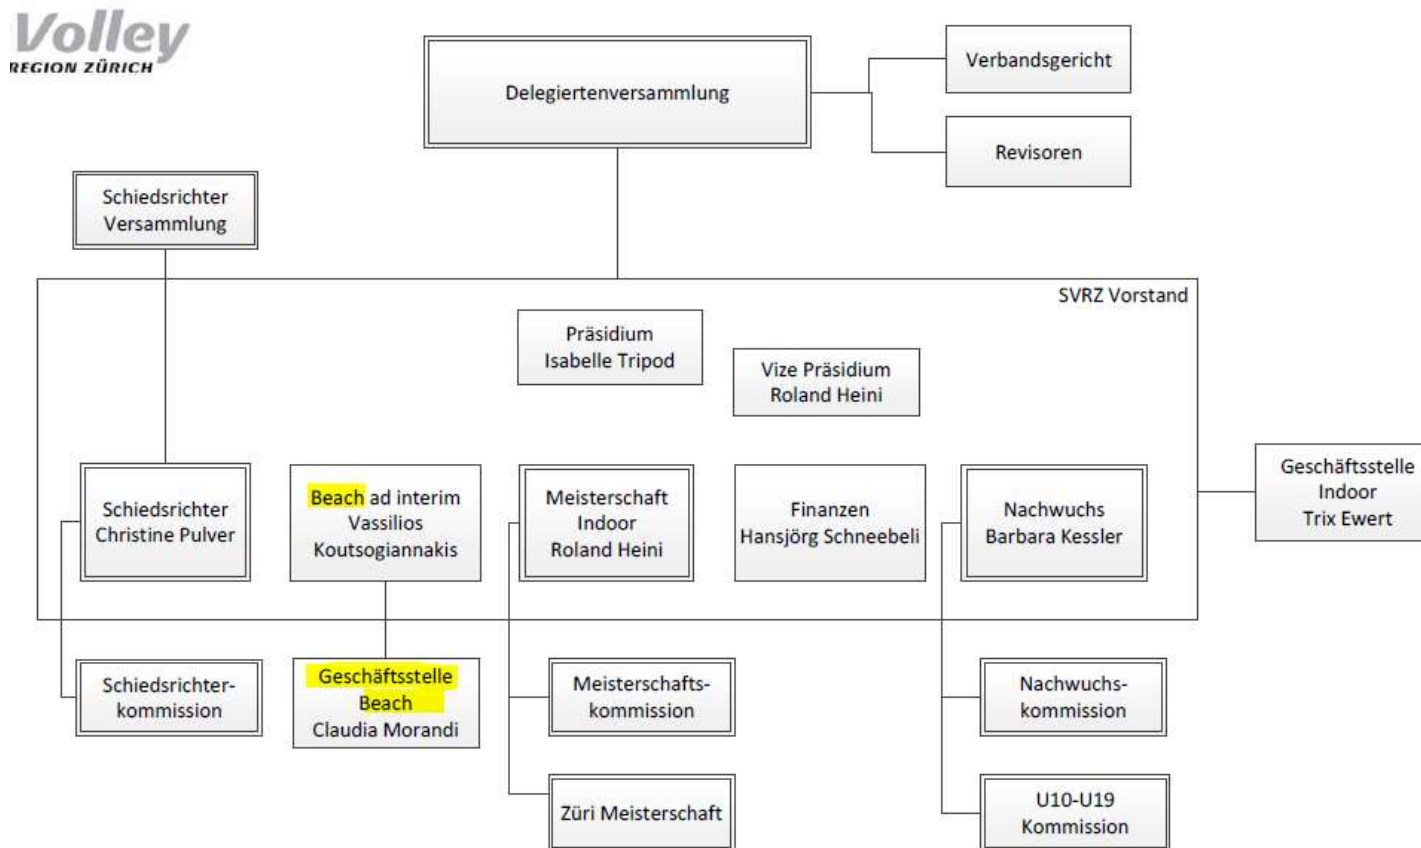 Volley
REGION ZÜRICH
Delegiertenversammlung
Verbandsgericht
Revisoren
Schiedsrichter
Versammlung
SVRZ Vorstand
Präsidium
Isabelle Tripod
Vize Präsidium
Roland Heini
Schiedsrichter
Christine Pulver
Beach ad interim
Vassilios
Koutsogiannakis
Meisterschaft
Indoor
Roland Heini
Finanzen
Hansjörg Schneebeli
Nachwuchs
Barbara Kessler
Geschäftsstelle
Indoor
Trix Ewert
Schiedsrichter-
kommission
Geschäftsstelle
Beach
Claudia Morandi
Meisterschafts-
kommission
Nachwuchs-
kommission
Züri Meisterschaft
U10-U19
Kommission